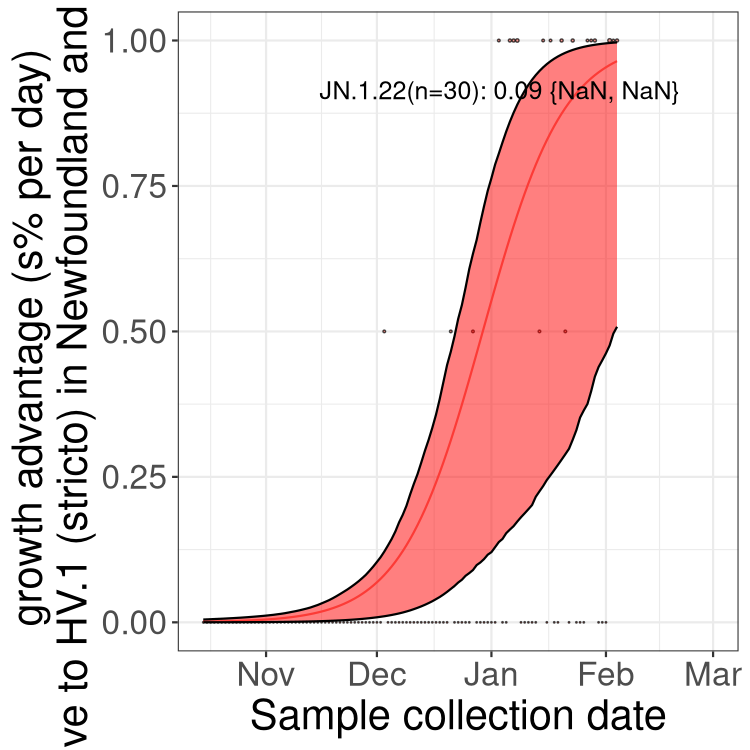 growth advantage (s% per day)
ve to HV.1 (stricto) in Newfoundland and
1.00
0.75
0.50
0.25
0.00
JN.1.22(n=30): 0.09 {NaN, NaN}
Nov
Dec
Jan
Feb
Mar
Sample collection date